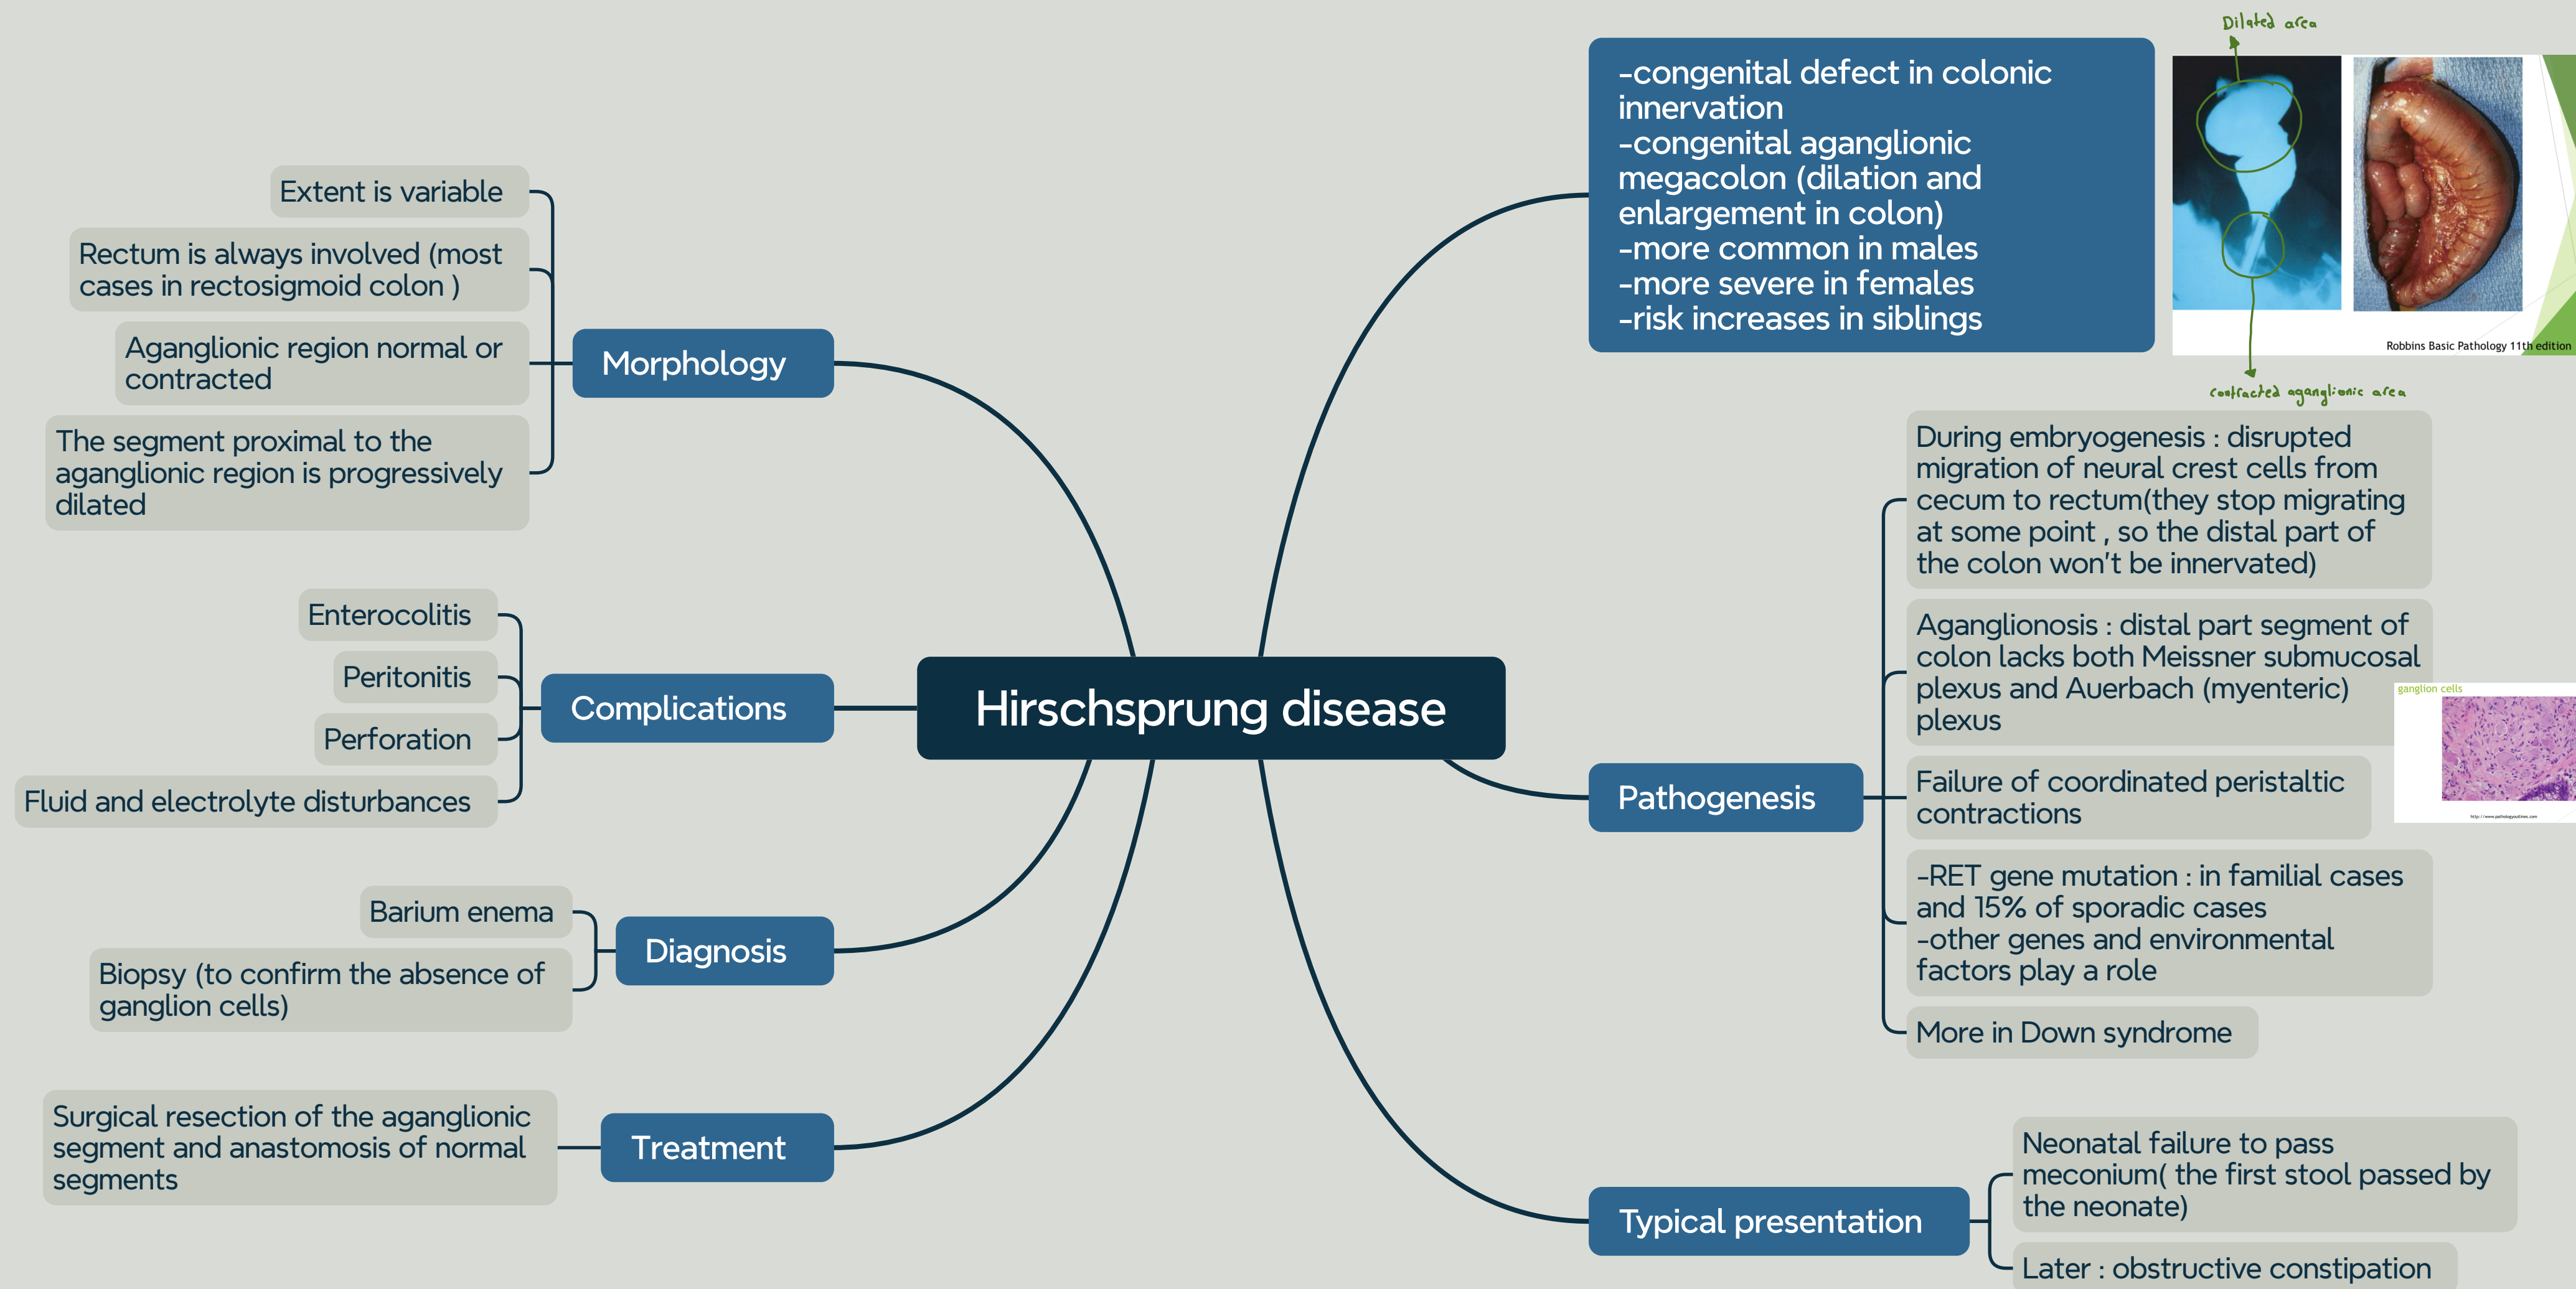 Hirschsprung disease
-congenital defect in colonic
innervation
-congenital aganglionic
megacolon (dilation and
enlargement in colon)
-more common in males
-more severe in females
-risk increases in siblings
Dilated area
contracted aganglionic area
Robbins Basic Pathology 11th edition
Pathogenesis
During embryogenesis : disrupted
migration of neural crest cells from
cecum to rectum(they stop migrating
at some point , so the distal part of
the colon won't be innervated)
Aganglionosis : distal part segment of
colon lacks both Meissner submucosal
plexus and Auerbach (myenteric)
plexus
ganglion cells
http://www.pathologyoutlines.com
Failure of coordinated peristaltic
contractions
-RET gene mutation : in familial cases
and 15% of sporadic cases
-other genes and environmental
factors play a role
More in Down syndrome
Typical presentation
Neonatal failure to pass
meconium( the first stool passed by
the neonate)
Later : obstructive constipation
Morphology
Extent is variable
Rectum is always involved (most
cases in rectosigmoid colon )
Aganglionic region normal or
contracted
The segment proximal to the
aganglionic region is progressively
dilated
Complications
Enterocolitis
Peritonitis
Perforation
Fluid and electrolyte disturbances
Diagnosis
Barium enema
Biopsy (to confirm the absence of
ganglion cells)
Treatment
Surgical resection of the aganglionic
segment and anastomosis of normal
segments